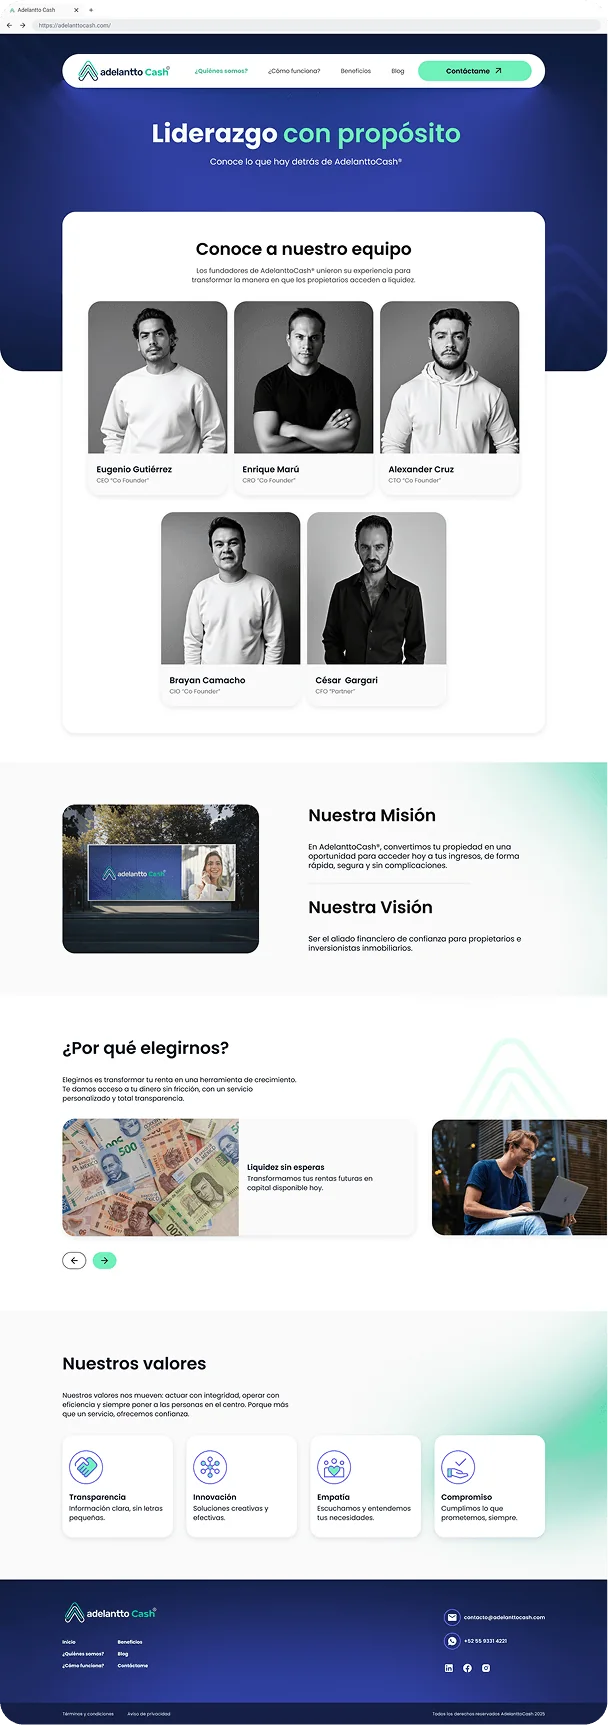 Adelantto Cash
https://adelanttocash.com/
adelantto Cash®
¿Quiénes somos?
¿Cómo funciona?
Beneficios
Blog
Contáctame
Liderazgo con propósito
Conoce lo que hay detrás de AdelanttoCash®
Conoce a nuestro equipo
Los fundadores de AdelanttoCash® unieron su experiencia para
transformar la manera en que los propietarios acceden a liquidez.
Eugenio Gutiérrez
CEO "Co Founder"
Enrique Marú
CRO "Co Founder"
Alexander Cruz
CTO "Co Founder"
Brayan Camacho
CIO "Co Founder"
César Gargari
CFO "Partner"
adelantto Cash
Nuestra Misión
En AdelanttoCash®, convertimos tu propiedad en una
oportunidad para acceder hoy a tus ingresos, de forma
rápida, segura y sin complicaciones.
Nuestra Visión
Ser el aliado financiero de confianza para propietarios e
inversionistas inmobiliarios.
¿Por qué elegirnos?
Elegirnos es transformar tu renta en una herramienta de crecimiento.
Te damos acceso a tu dinero sin fricción, con un servicio
personalizado y total transparencia.
500
200
Liquidez sin esperas
Transformamos tus rentas futuras en
capital disponible hoy.
Nuestros valores
Nuestros valores nos mueven: actuar con integridad, operar con
eficiencia y siempre poner a las personas en el centro. Porque más
que un servicio, ofrecemos confianza.
Transparencia
Información clara, sin letras
pequeñas.
Innovación
Soluciones creativas y
efectivas.
Empatía
Escuchamos y entendemos
tus necesidades.
Compromiso
Cumplimos lo que
prometemos, siempre.
adelantto Cash®
Inicio
Beneficios
¿Quiénes somos?
Blog
¿Cómo funciona?
Contáctame
contacto@adelanttocash.com
+52 55 9331 4221
Términos y condiciones
Aviso de privacidad
Todos los derechos reservados AdelanttoCash 2025